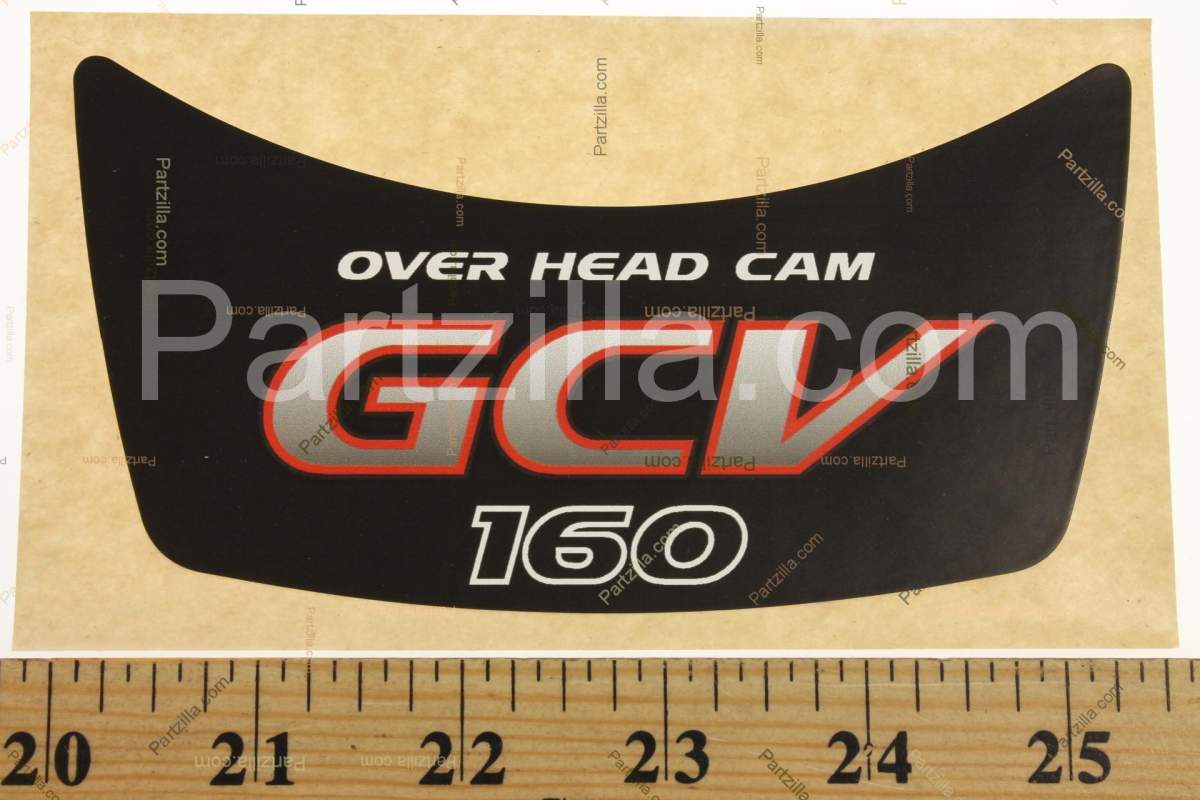 OVER HEAD CAM
Partzilla.com
GCV
160
20 21 22 23 24 25